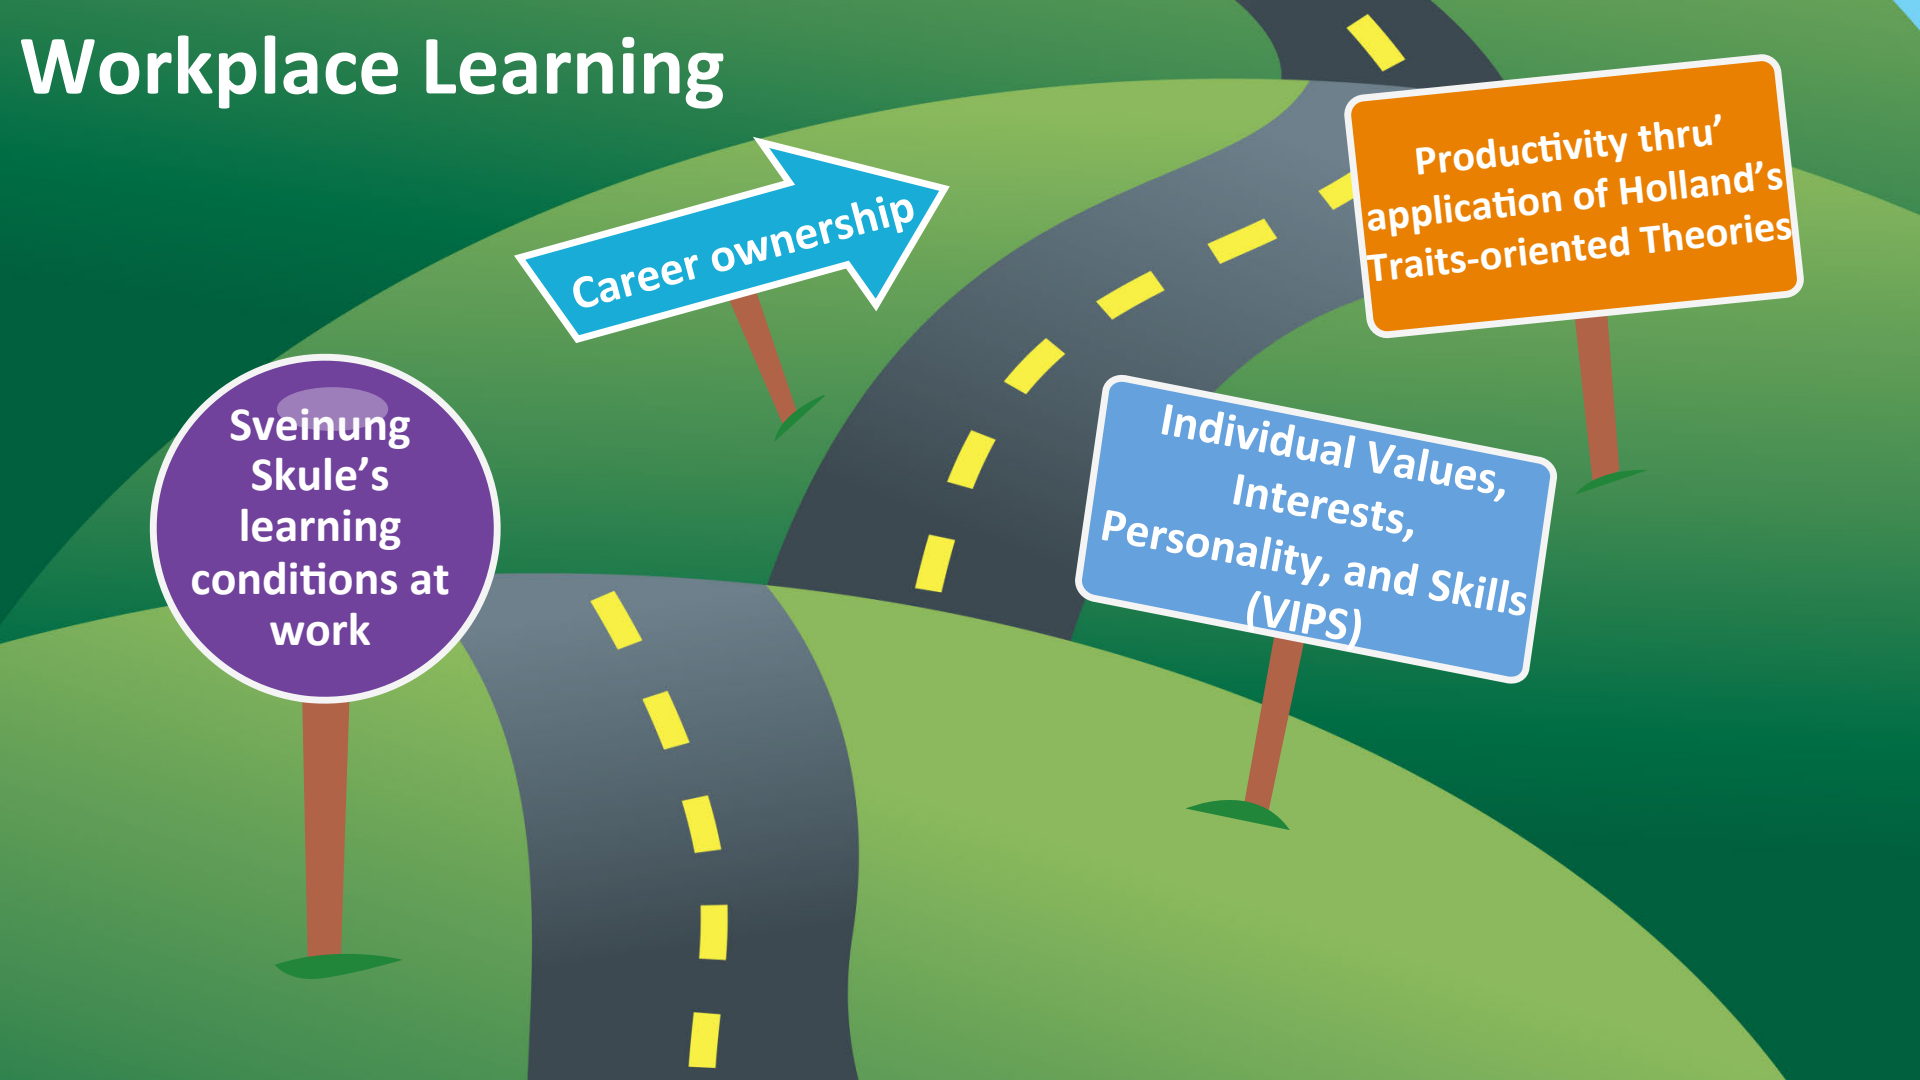 Workplace Learning
Career ownership
Productivity thru’
application of Holland’s
Traits-oriented Theories
Sveinung
Skule’s
learning
conditions at
work
Individual Values,
Interests,
Personality, and Skills
(VIPS)